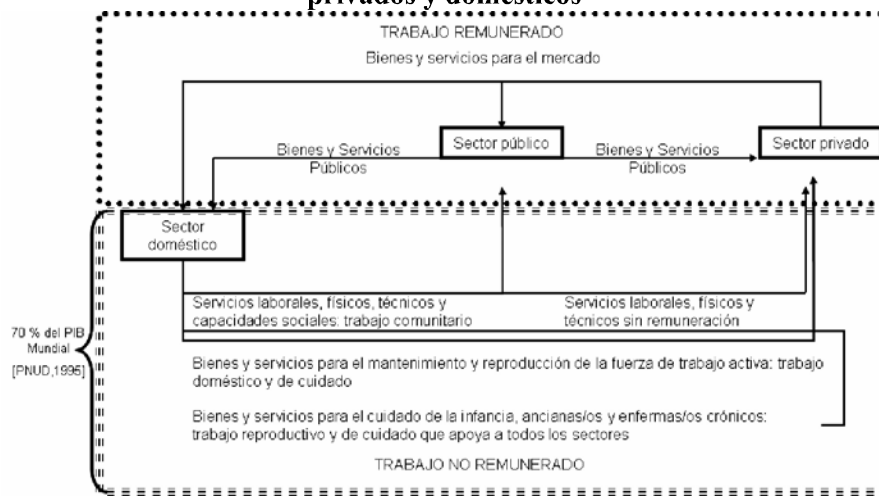 privados y domésticos
TRABAJO REMUNERADO
Bienes y servicios para el mercado
Bienes y Servicios
Públicos
Sector público
Bienes y Servicios
Públicos
Sector privado
Sector
doméstico
Servicios laborales, físicos, técnicos y
capacidades sociales: trabajo comunitario
Servicios laborales, físicos y
técnicos sin remuneración
70 % del PIB
Mundial
[PNUD,1995]
Bienes y servicios para el mantenimiento y reproducción de la fuerza de trabajo activa: trabajo
doméstico y de cuidado
Bienes y servicios para el cuidado de la infancia, ancianas/os y enfermas/os crónicos:
trabajo reproductivo y de cuidado que apoya a todos los sectores
TRABAJO NO REMUNERADO